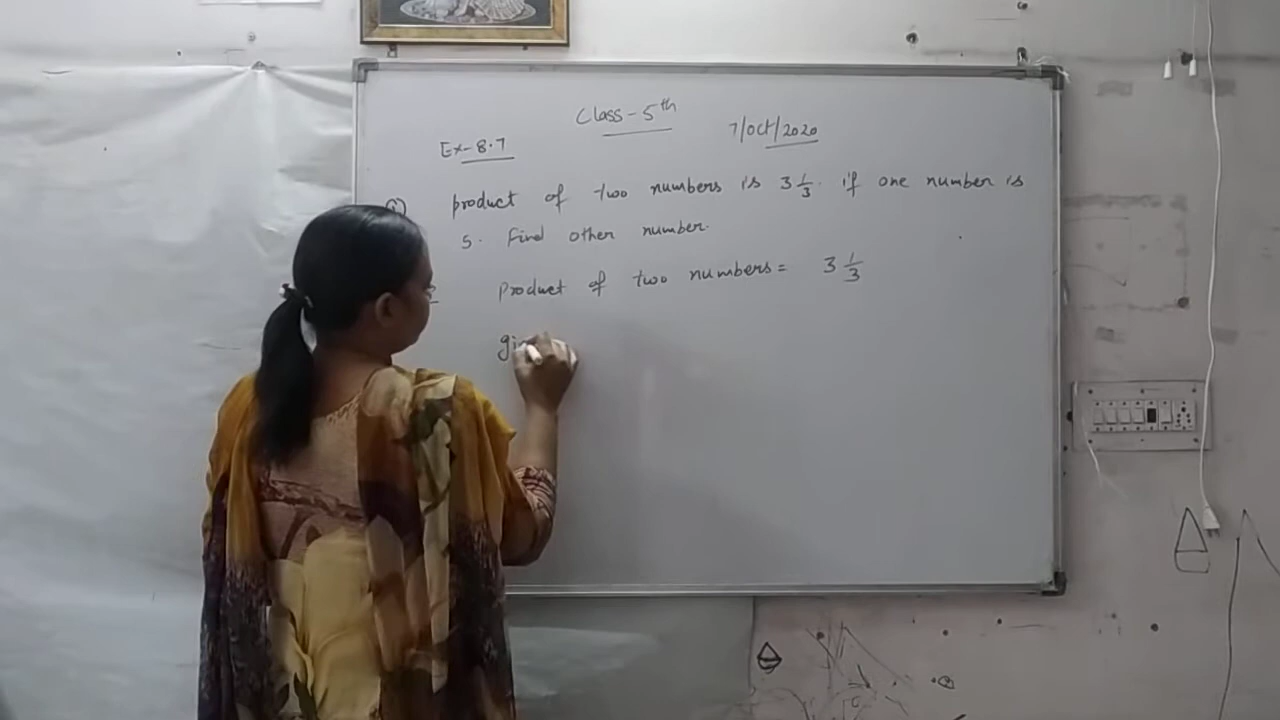 Class - 5th
7/Oct/2020
Ex- 8.7
product of two numbers is 3 1/3. if one number is
5. Find other number.
product of two numbers = 3 1/3